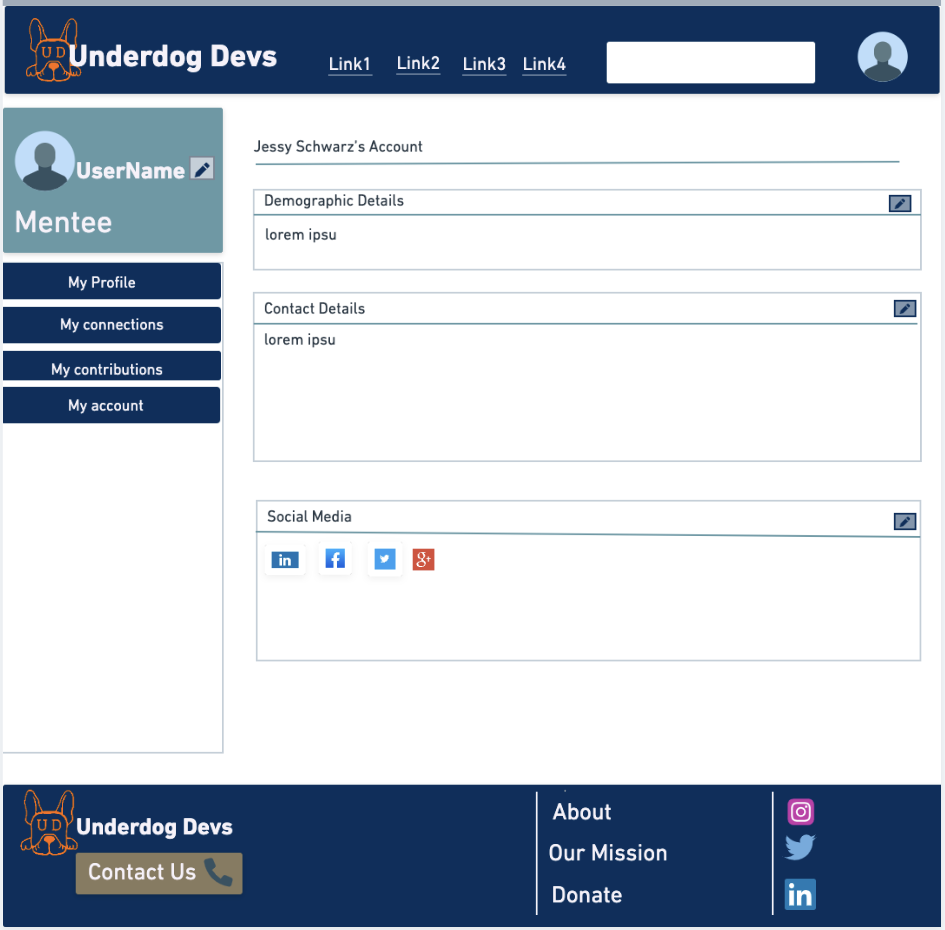 UD Underdog Devs
Link1 Link2 Link3 Link4
UserName
Mentee
My Profile
My connections
My contributions
My account
Jessy Schwarz's Account
Demographic Details
lorem ipsu
Contact Details
lorem ipsu
Social Media
in f g+
UD Underdog Devs
Contact Us
About
Our Mission
Donate
in